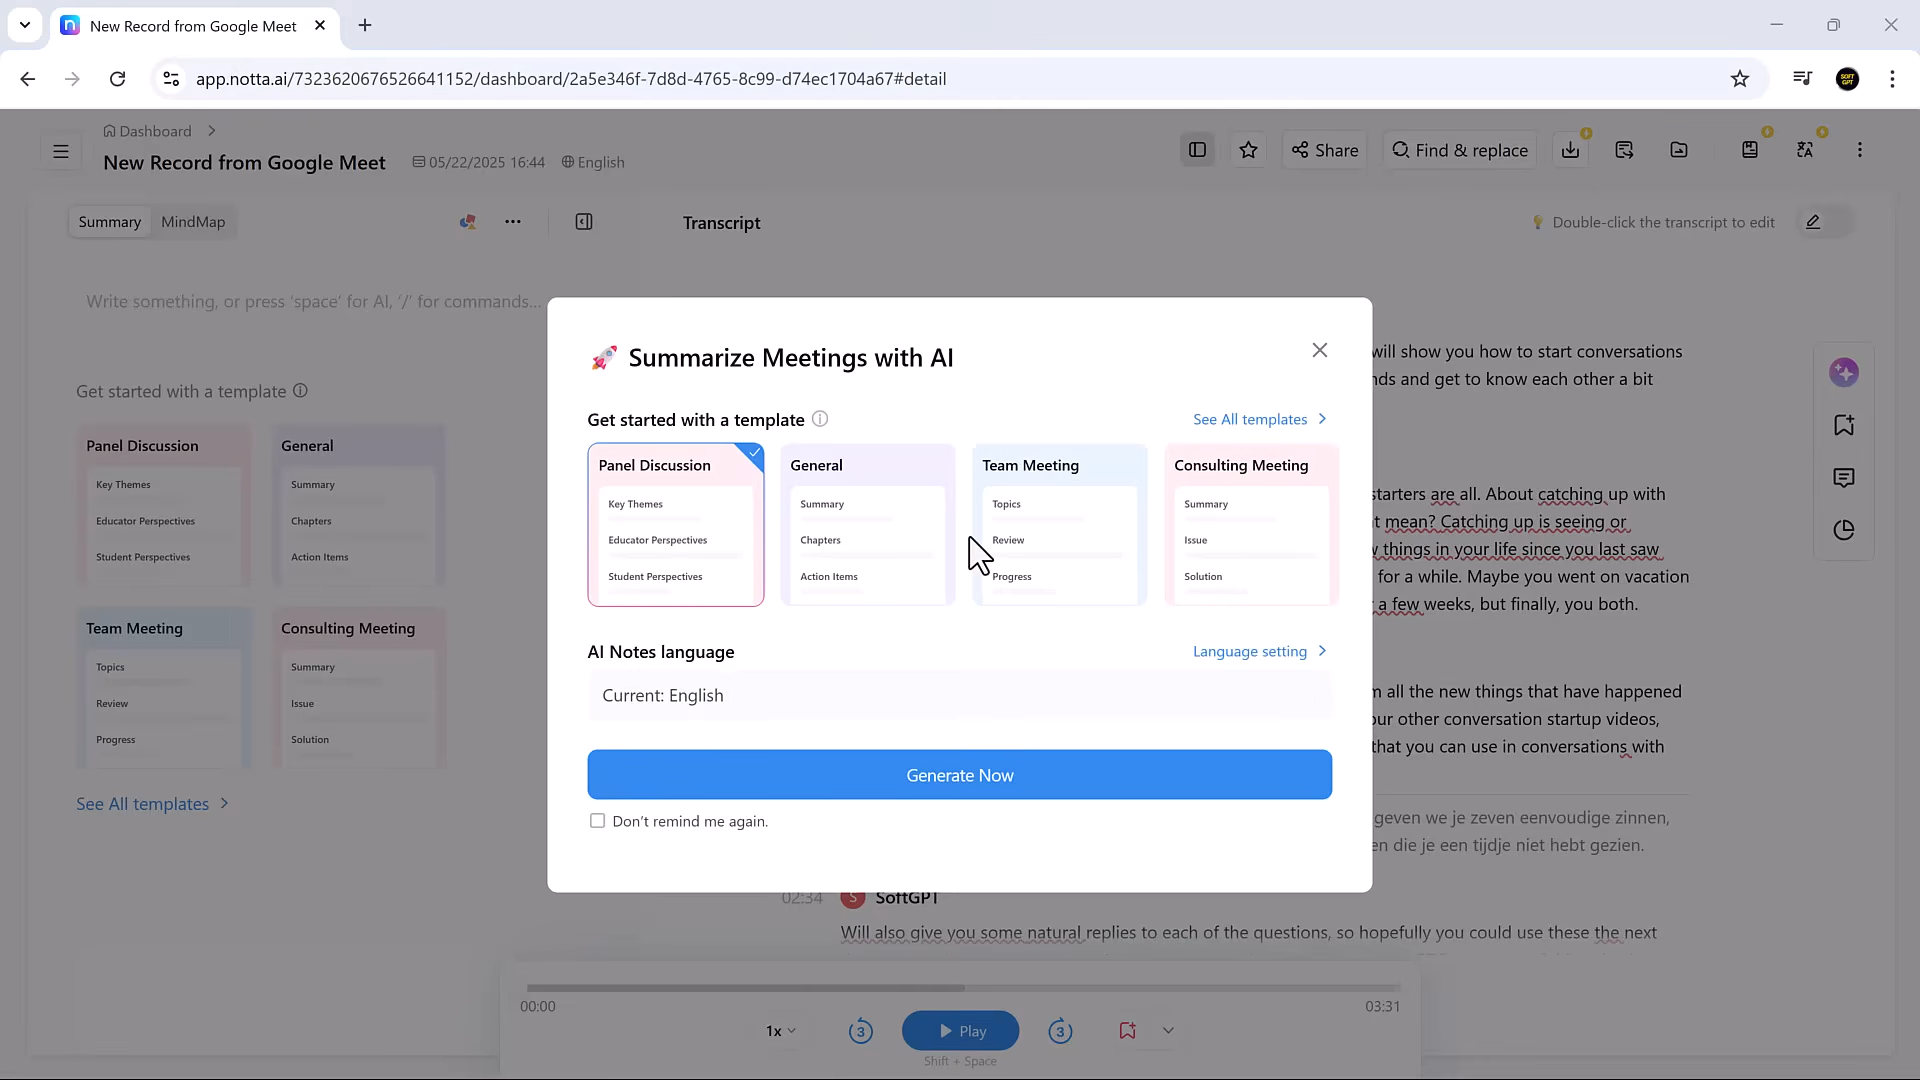 New Record from Google Meet
app.notta.ai/7323620676526641152/dashboard/2a5e346f-7d8d-4765-8c99-d74ec1704a67#detail
SOFT GPT
Dashboard
New Record from Google Meet
05/22/2025 16:44
English
Share
Find & replace
Summary
MindMap
Transcript
Double-click the transcript to edit
Write something, or press 'space' for AI, '/' for commands...
Get started with a template
Panel Discussion
Key Themes
Educator Perspectives
Student Perspectives
General
Summary
Chapters
Action Items
Team Meeting
Topics
Review
Progress
Consulting Meeting
Summary
Issue
Solution
See All templates
Summarize Meetings with AI
Get started with a template
See All templates
Panel Discussion
Key Themes
Educator Perspectives
Student Perspectives
General
Summary
Chapters
Action Items
Team Meeting
Topics
Review
Progress
Consulting Meeting
Summary
Issue
Solution
AI Notes language
Language setting
Current: English
Generate Now
Don't remind me again.
will show you how to start conversations
nds and get to know each other a bit
starters are all. About catching up with
t mean? Catching up is seeing or
things in your life since you last saw
for a while. Maybe you went on vacation
a few weeks, but finally, you both.
all the new things that have happened
our other conversation startup videos,
that you can use in conversations with
geven we je zeven eenvoudige zinnen,
en die je een tijdje niet hebt gezien.
02:34
S
SoftGPT
Will also give you some natural replies to each of the questions, so hopefully you could use these the next
00:00
03:31
1x
3
Play
3
Shift + Space